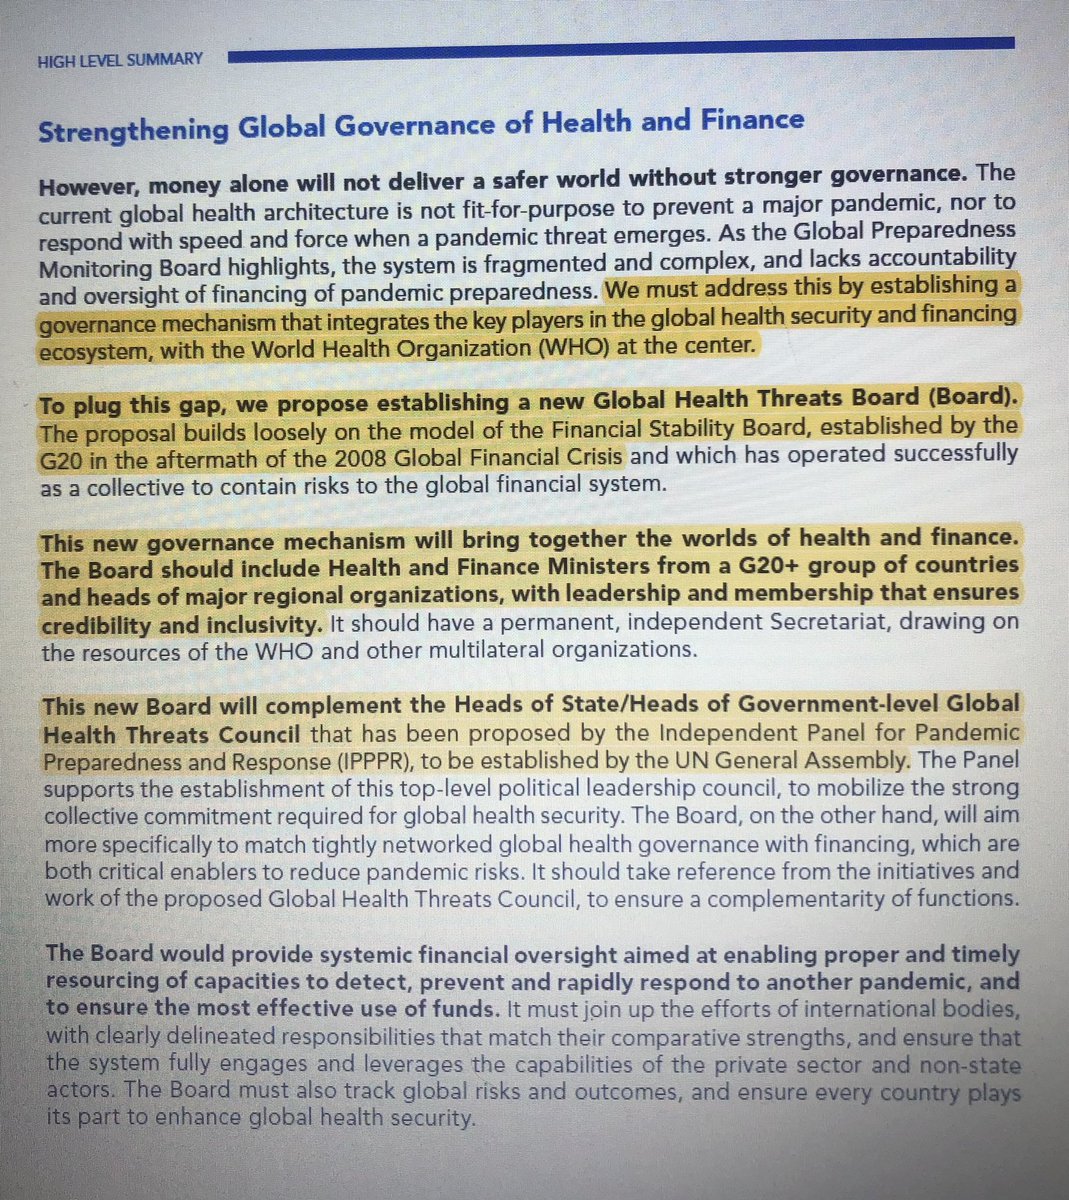 HIGH LEVEL SUMMARY
Strengthening Global Governance of Health and Finance
However, money alone will not deliver a safer world without stronger governance. The
current global health architecture is not fit-for-purpose to prevent a major pandemic, nor to
respond with speed and force when a pandemic threat emerges. As the Global Preparedness
Monitoring Board highlights, the system is fragmented and complex, and lacks accountability
and oversight of financing of pandemic preparedness. We must address this by establishing a
governance mechanism that integrates the key players in the global health security and financing
ecosystem, with the World Health Organization (WHO) at the center.
To plug this gap, we propose establishing a new Global Health Threats Board (Board).
The proposal builds loosely on the model of the Financial Stability Board, established by the
G20 in the aftermath of the 2008 Global Financial Crisis and which has operated successfully
as a collective to contain risks to the global financial system.
This new governance mechanism will bring together the worlds of health and finance.
The Board should include Health and Finance Ministers from a G20+ group of countries
and heads of major regional organizations, with leadership and membership that ensures
credibility and inclusivity. It should have a permanent, independent Secretariat, drawing on
the resources of the WHO and other multilateral organizations.
This new Board will complement the Heads of State/Heads of Government-level Global
Health Threats Council that has been proposed by the Independent Panel for Pandemic
Preparedness and Response (IPPPR), to be established by the UN General Assembly. The Panel
supports the establishment of this top-level political leadership council, to mobilize the strong
collective commitment required for global health security. The Board, on the other hand, will aim
more specifically to match tightly networked global health governance with financing, which are
both critical enablers to reduce pandemic risks. It should take reference from the initiatives and
work of the proposed Global Health Threats Council, to ensure a complementarity of functions.
The Board would provide systemic financial oversight aimed at enabling proper and timely
resourcing of capacities to detect, prevent and rapidly respond to another pandemic, and
to ensure the most effective use of funds. It must join up the efforts of international bodies,
with clearly delineated responsibilities that match their comparative strengths, and ensure that
the system fully engages and leverages the capabilities of the private sector and non-state
actors. The Board must also track global risks and outcomes, and ensure every country plays
its part to enhance global health security.